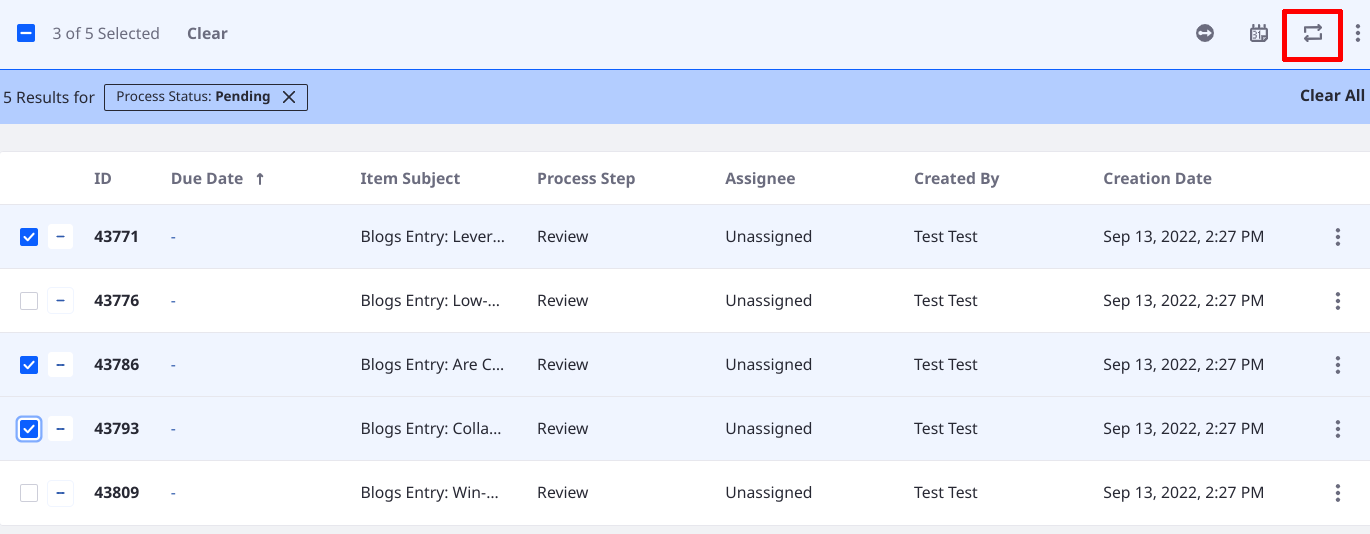 3 of 5 Selected Clear 31
5 Results for Process Status: Pending Clear All
ID Due Date ↑ Item Subject Process Step Assignee Created By Creation Date
43771 - Blogs Entry: Lever... Review Unassigned Test Test Sep 13, 2022, 2:27 PM
43776 - Blogs Entry: Low-... Review Unassigned Test Test Sep 13, 2022, 2:27 PM
43786 - Blogs Entry: Are C... Review Unassigned Test Test Sep 13, 2022, 2:27 PM
43793 - Blogs Entry: Colla... Review Unassigned Test Test Sep 13, 2022, 2:27 PM
43809 - Blogs Entry: Win-... Review Unassigned Test Test Sep 13, 2022, 2:27 PM